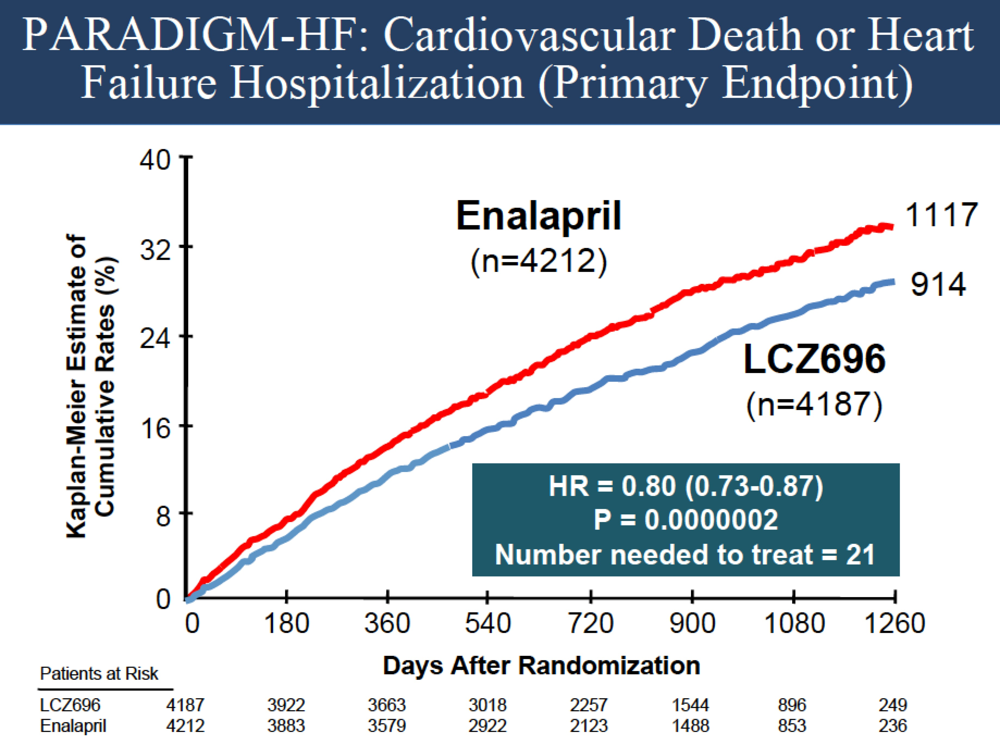 PARADIGM-HF: Cardiovascular Death or Heart
Failure Hospitalization (Primary Endpoint)
Kaplan-Meier Estimate of
Cumulative Rates (%)
40
32
24
16
8
0
Enalapril
(n=4212)
1117
914
LCZ696
(n=4187)
HR = 0.80 (0.73-0.87)
P = 0.0000002
Number needed to treat = 21
0 180 360 540 720 900 1080 1260
Days After Randomization
Patients at Risk
LCZ696 4187 3922 3663 3018 2257 1544 896 249
Enalapril 4212 3883 3579 2922 2123 1488 853 236